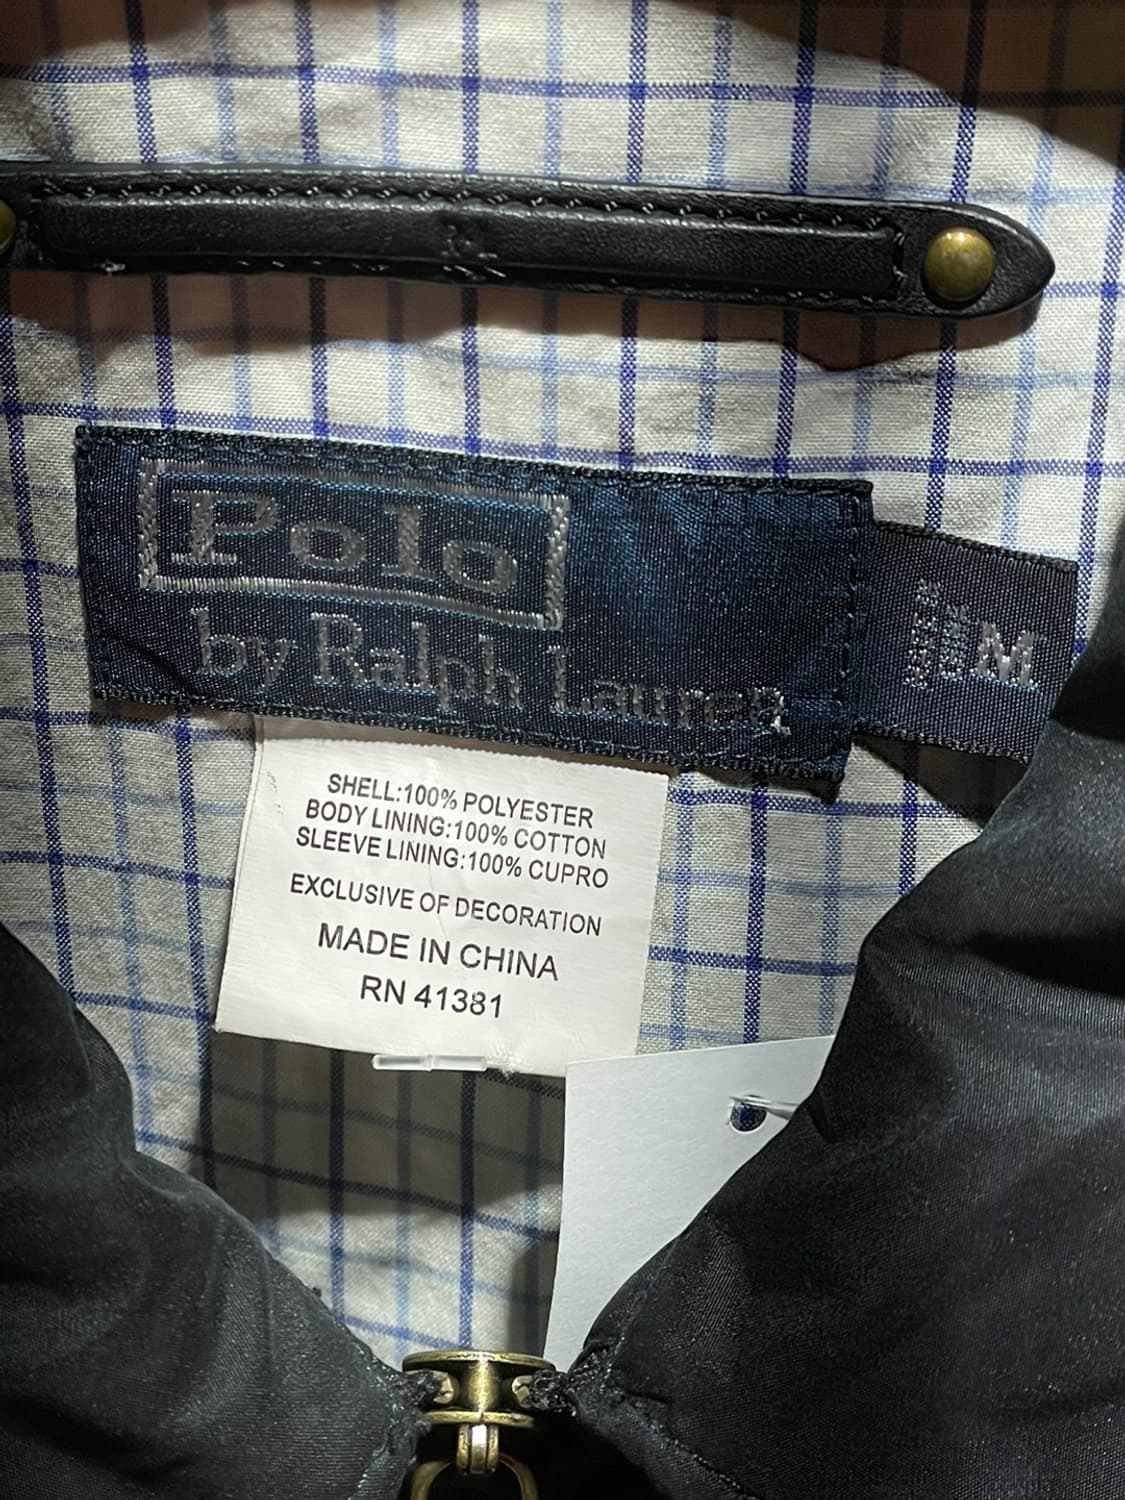 Polo
by Ralph Lauren
M
SHELL:100% POLYESTER
BODY LINING:100% COTTON
SLEEVE LINING:100% CUPRO
EXCLUSIVE OF DECORATION
MADE IN CHINA
RN 41381